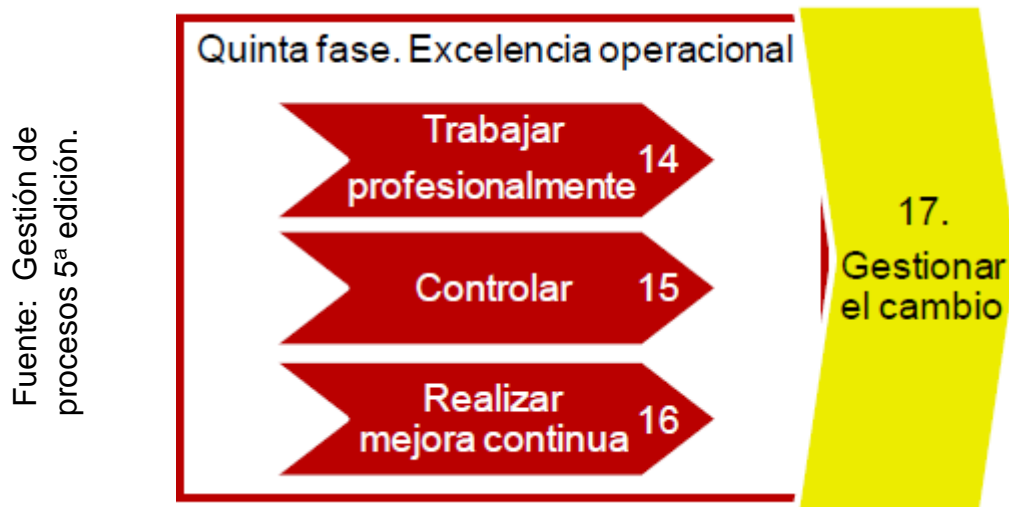 Fuente:  Gestión de
procesos 5ª edición.
Quinta fase. Excelencia operacional
Trabajar
profesionalmente 14
Controlar 15
Realizar
mejora continua 16
17.
Gestionar
el cambio